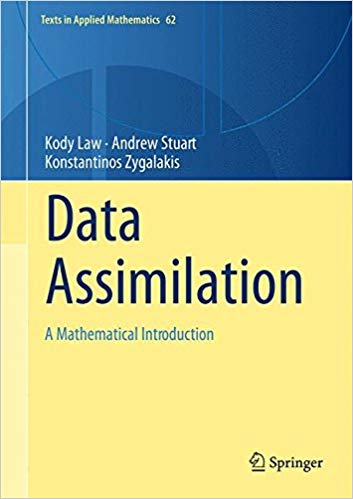 Texts in Applied Mathematics 62
Kody Law · Andrew Stuart
Konstantinos Zygalakis
Data
Assimilation
A Mathematical Introduction
Springer